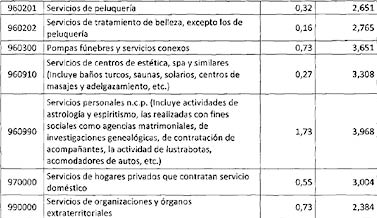 960201 Servicios de peluquería 0,32 2,651
960202 Servicios de tratamiento de belleza, excepto los de
peluquería 0,16 2,765
960300 Pompas fúnebres y servicios conexos 0,73 3,651
960910 Servicios de centros de estética, spa y similares
(Incluye baños turcos, saunas, solarios, centros de
masajes y adelgazamiento, etc.) 0,27 3,308
960990 Servicios personales n.c.p. (Incluye actividades de
astrología y espiritismo, las realizadas con fines
sociales como agencias matrimoniales, de
investigaciones genealógicas, de contratación de
acompañantes, la actividad de lustrabotas,
acomodadores de autos, etc.) 1,73 3,968
970000 Servicios de hogares privados que contratan servicio
doméstico 0,55 3,004
990000 Servicios de organizaciones y órganos
extraterritoriales 0,73 2,384